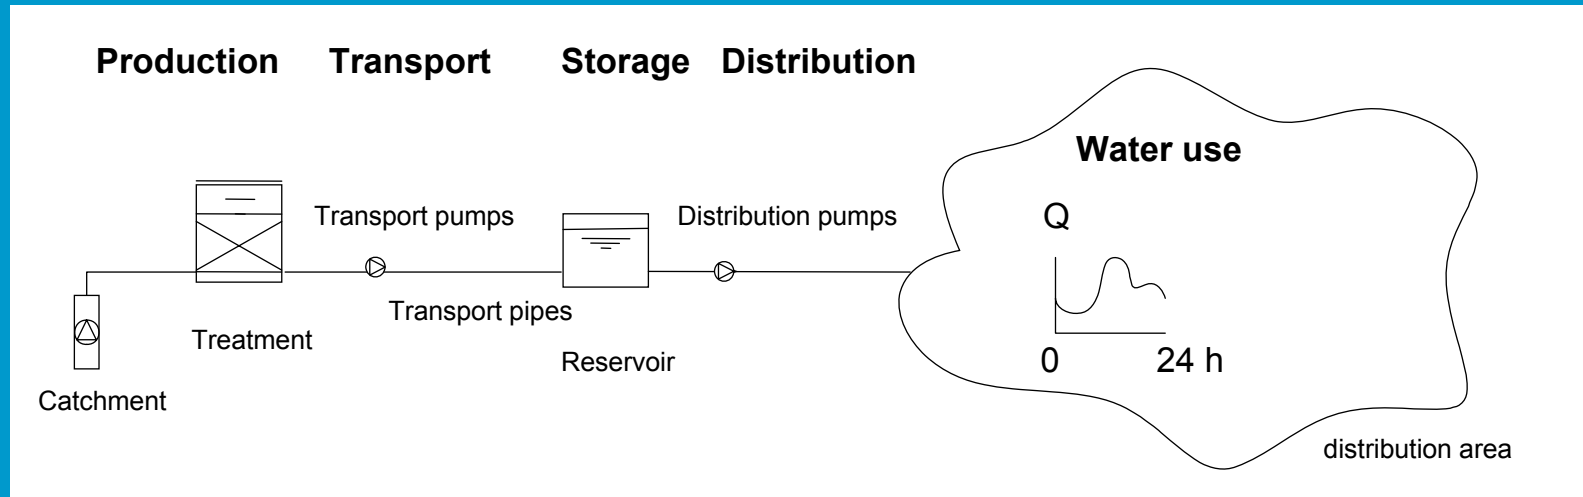 Production Transport Storage Distribution
Water use
Transport pumps
Distribution pumps
Q
Transport pipes
Treatment
Reservoir
0 24 h
Catchment
distribution area